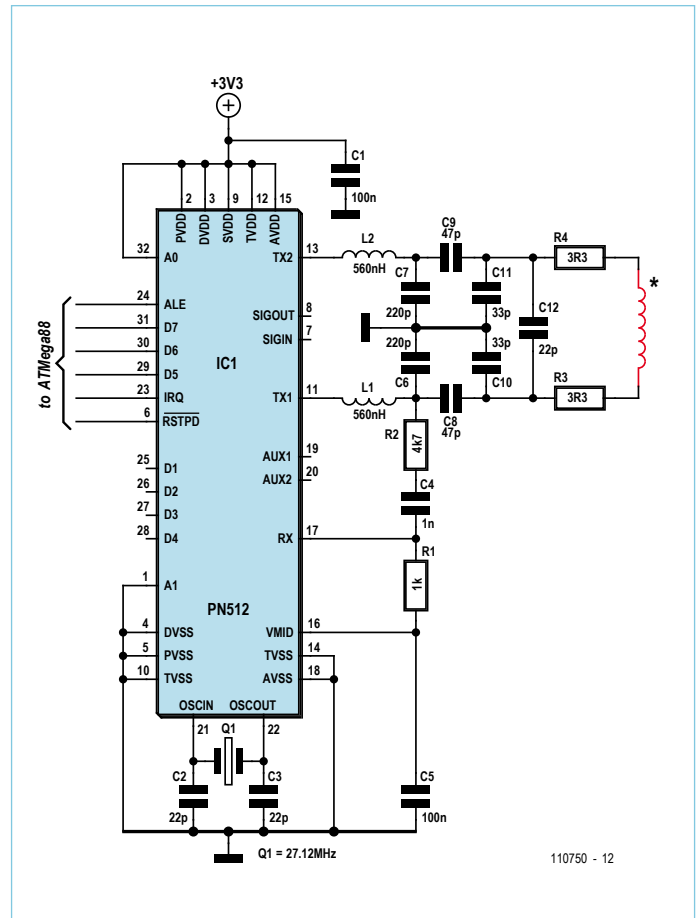 +3V3
C1
100n
2 3 9 12 15
PVDD DVDD SVDD TVDD AVDD
32 A0
TX2 13
L2
560nH
C9
47p
R4
3R3
*
C7
220p
C11
33p
C12
22p
24 ALE
31 D7
30 D6
29 D5
23 IRQ
6 RSTPD
to ATMega88
SIGOUT 8
SIGIN 7
IC1
220p
C6
33p
C10
TX1 11
L1
560nH
C8
47p
R3
3R3
R2
4k7
AUX1 19
AUX2 20
25 D1
26 D2
27 D3
28 D4
C4
1n
RX 17
R1
1k
1 A1
PN512
4 DVSS
5 PVSS
10 TVSS
VMID 16
TVSS 14
AVSS 18
OSCIN OSCOUT
21 22
Q1
C2
22p
C3
22p
C5
100n
Q1 = 27.12MHz
110750 - 12